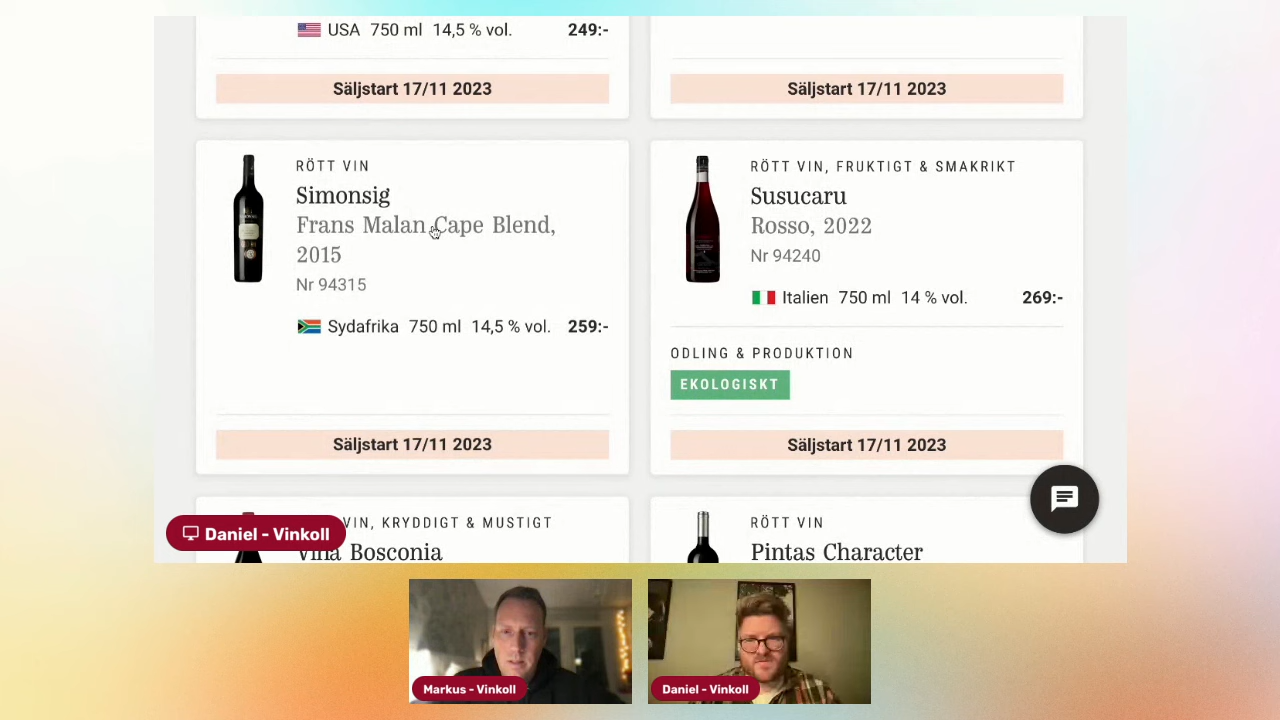 USA 750 ml 14,5 % vol. 249:-
Säljstart 17/11 2023
Säljstart 17/11 2023
RÖTT VIN
Simonsig
Frans Malan Cape Blend,
2015
Nr 94315
Sydafrika 750 ml 14,5 % vol. 259:-
Säljstart 17/11 2023
RÖTT VIN, FRUKTIGT & SMAKRIKT
Susucaru
Rosso, 2022
Nr 94240
Italien 750 ml 14 % vol. 269:-
ODLING & PRODUKTION
EKOLOGISKT
Säljstart 17/11 2023
VIN, KRYDDIGT & MUSTIGT
Viña Bosconia
RÖTT VIN
Pintas Character
Daniel - Vinkoll
Markus - Vinkoll
Daniel - Vinkoll